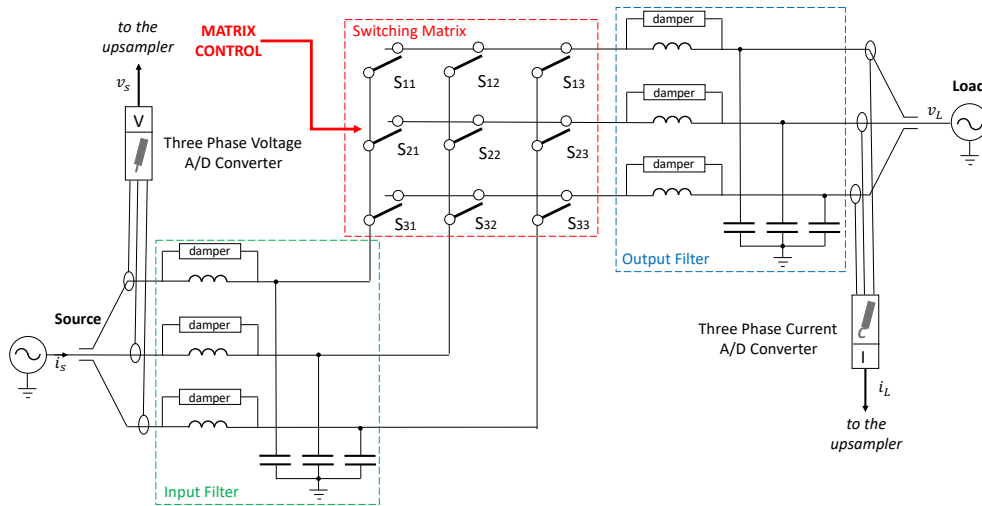 to the
upsampler
v_s
V
Three Phase Voltage
A/D Converter
MATRIX
CONTROL
Switching Matrix
S11
S12
S13
S21
S22
S23
S31
S32
S33
damper
damper
damper
Output Filter
v_L
Load
damper
damper
damper
Input Filter
Source
i_s
Three Phase Current
A/D Converter
I
i_L
to the
upsampler